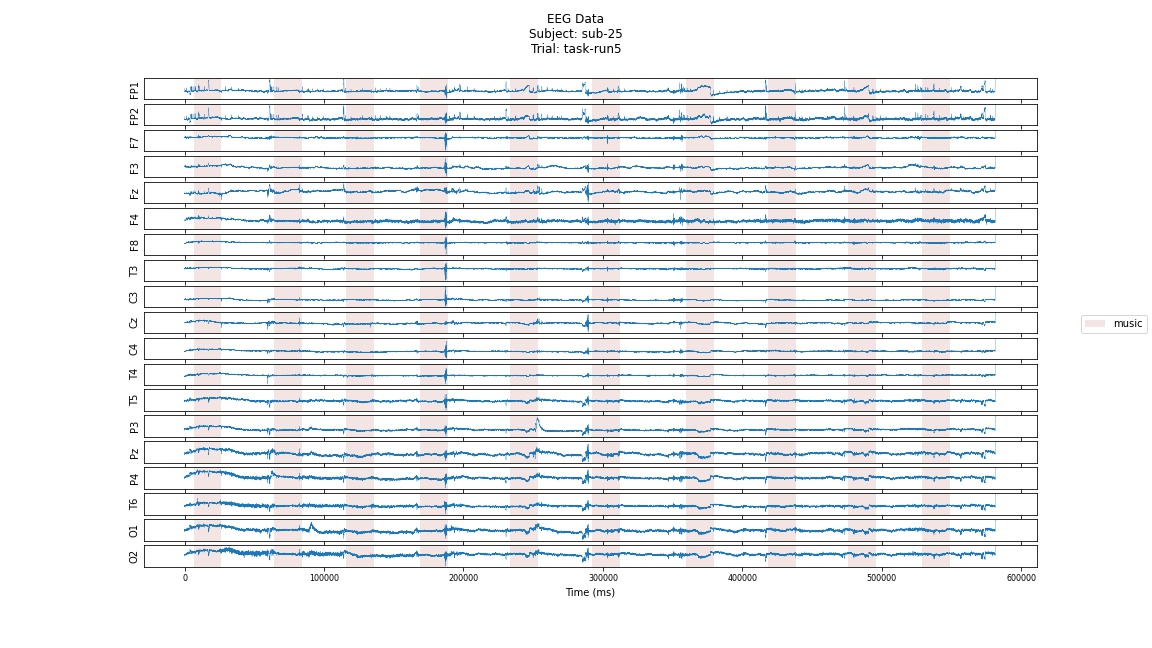 EEG Data
Subject: sub-25
Trial: task-run5
FP1
FP2
F7
F3
Fz
F4
F8
T3
C3
Cz
C4
T4
T5
P3
Pz
P4
T6
O1
O2
music
0 100000 200000 300000 400000 500000 600000
Time (ms)